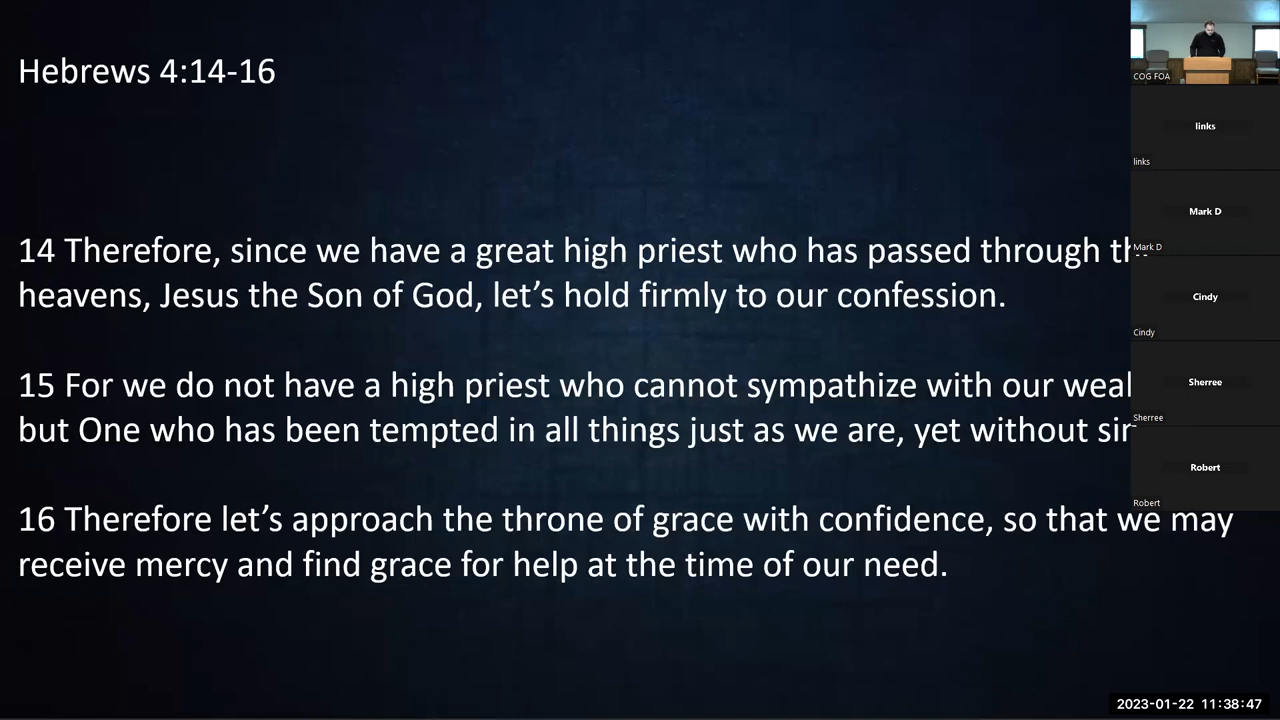 Hebrews 4:14-16
14 Therefore, since we have a great high priest who has passed through
heavens, Jesus the Son of God, let’s hold firmly to our confession.
15 For we do not have a high priest who cannot sympathize with our
but One who has been tempted in all things just as we are, yet without
16 Therefore let’s approach the throne of grace with confidence, so that we may
receive mercy and find grace for help at the time of our need.
COG FOA
links
links
Mark D
Mark D
Cindy
Cindy
Sherree
Sherree
Robert
Robert
2023-01-22 11:38:47